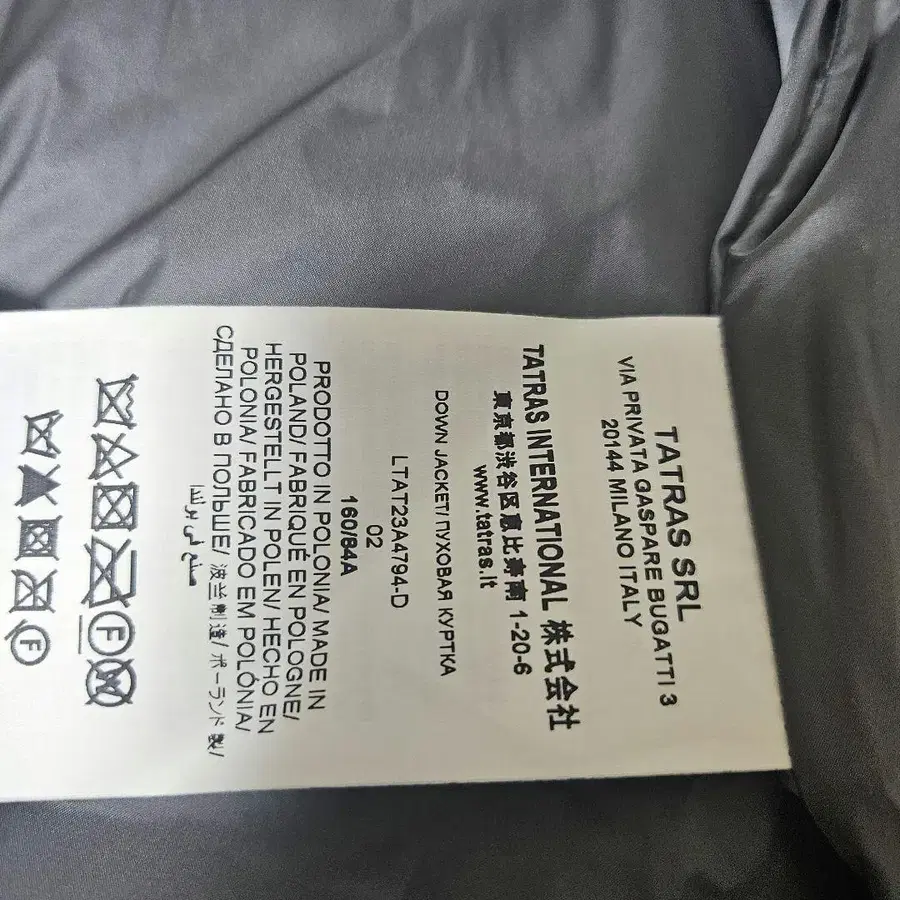 TATRAS SRL
VIA PRIVATA GASPARE BUGATTI 3
20144 MILANO ITALY
TATRAS INTERNATIONAL 株式会社
東京都渋谷区恵比寿南 1-20-6
www.tatras.it
DOWN JACKET/ ПУХОВАЯ КУРТКА
LTAT23A4794-D
02
160/84A
PRODOTTO IN POLONIA/ MADE IN
POLAND/ FABRIQUÉ EN POLOGNE/
HERGESTELLT IN POLEN/ HECHO EN
POLONIA/ FABRICADO EM POLÓNIA/
СДЕЛАНО В ПОЛЬШЕ/ 波兰制造/ ポーランド製/
صنع في بولندا
F
W
F